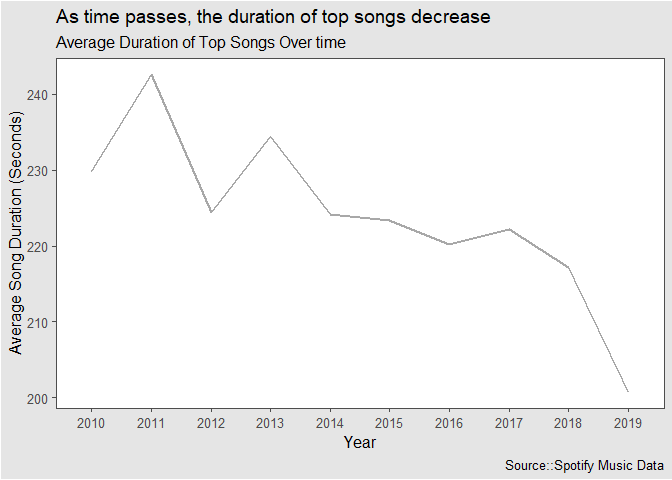 As time passes, the duration of top songs decrease
Average Duration of Top Songs Over time
Average Song Duration (Seconds)
240
230
220
210
200
2010 2011 2012 2013 2014 2015 2016 2017 2018 2019
Year
Source::Spotify Music Data